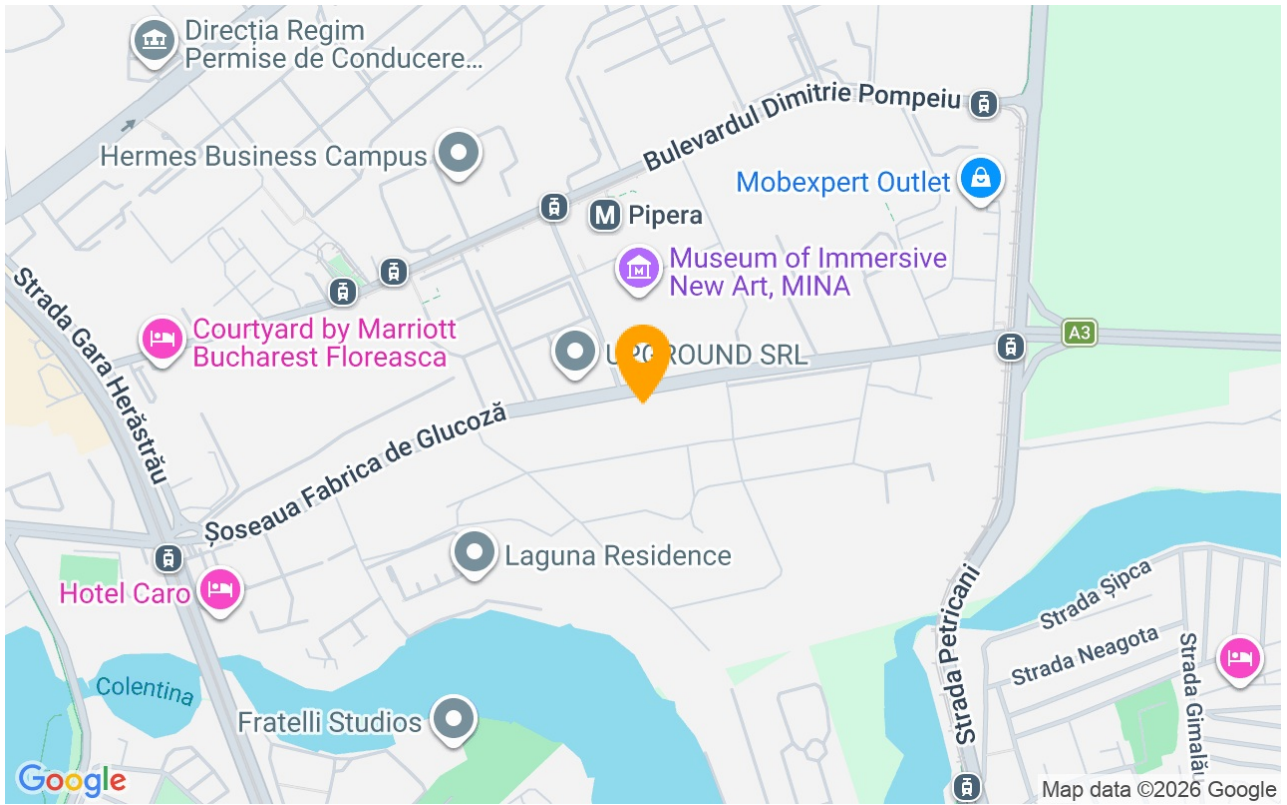 Direcția Regim
Permise de Conducere...
Bulevardul Dimitrie Pompeiu
Hermes Business Campus
Mobexpert Outlet
M Pipera
Museum of Immersive
New Art, MINA
Strada Gara Herăstrău
Courtyard by Marriott
Bucharest Floreasca
A3
ROUND SRL
Șoseaua Fabrica de Glucoză
Laguna Residence
Hotel Caro
Strada Petricani
Strada Șipca
Strada Neagota
Strada Gimalău
Colentina
Fratelli Studios
Google
Map data ©2026 Google